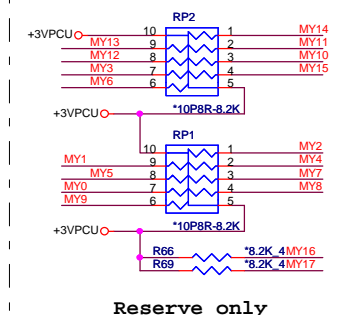 RP2
+3VPCU 10 1 MY14
MY13 9 2 MY11
MY12 8 3 MY10
MY3 7 4 MY15
MY6 6 5
+3VPCU *10P8R-8.2K
RP1
10 1 MY2
MY1 9 2 MY4
MY5 8 3 MY7
MY0 7 4 MY8
MY9 6 5
+3VPCU *10P8R-8.2K
R66 *8.2K_4 MY16
R69 *8.2K_4 MY17
Reserve only